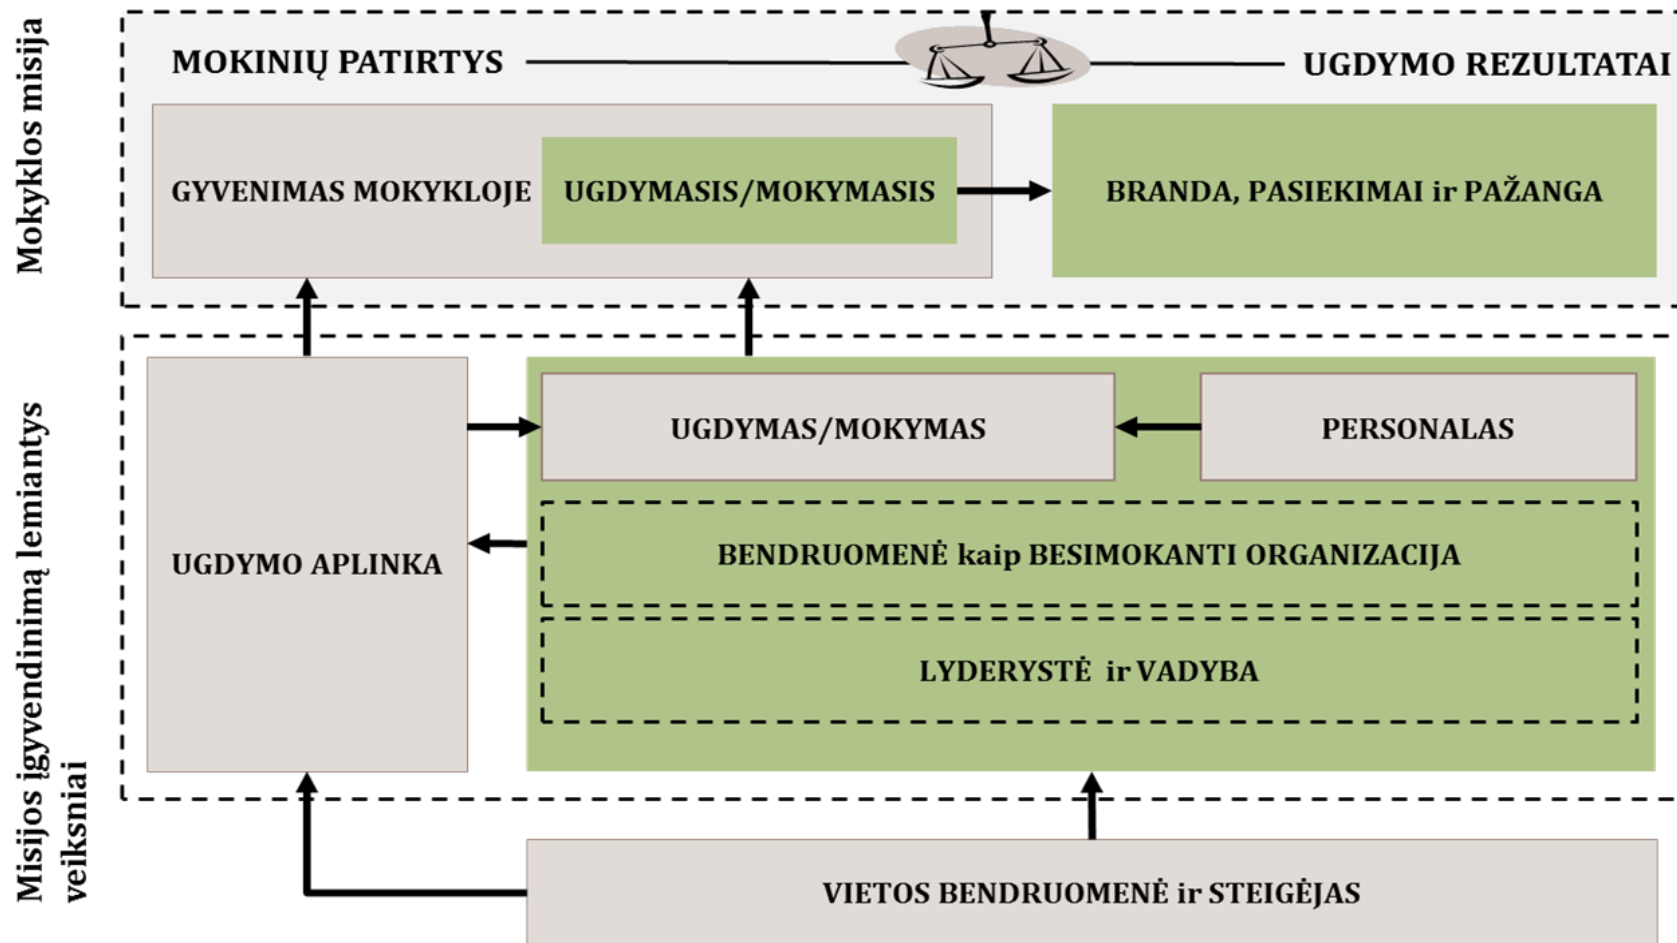 Mokyklos misija
MOKINIŲ PATIRTYS
UGDYMO REZULTATAI
GYVENIMAS MOKYKLOJE
UGDYMASIS/MOKYMASIS
BRANDA, PASIEKIMAI ir PAŽANGA
Misijos įgyvendinimą lemiantys
veiksniai
UGDYMO APLINKA
UGDYMAS/MOKYMAS
PERSONALAS
BENDRUOMENĖ kaip BESIMOKANTI ORGANIZACIJA
LYDERYSTĖ ir VADYBA
VIETOS BENDRUOMENĖ ir STEIGĖJAS